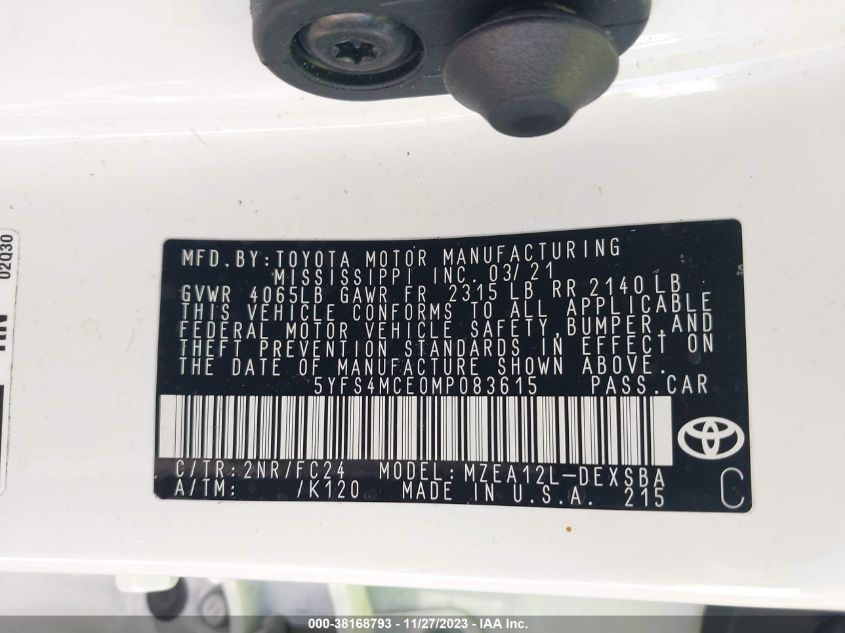 02Q30
MFD.BY:TOYOTA MOTOR MANUFACTURING
MISSISSIPPI INC. 03/21
GVWR 4065LB GAWR FR 2315 LB RR 2140 LB
THIS VEHICLE CONFORMS TO ALL APPLICABLE
FEDERAL MOTOR VEHICLE SAFETY,BUMPER,AND
THEFT PREVENTION STANDARDS IN EFFECT ON
THE DATE OF MANUFACTURE SHOWN ABOVE.
5YFS4MCE0MP083615 PASS.CAR
C/TR:2NR/FC24 MODEL:MZEA12L-DEXSBA
A/TM: /K120 MADE IN U.S.A. 215
C
000-38168793 - 11/27/2023 - IAA Inc.